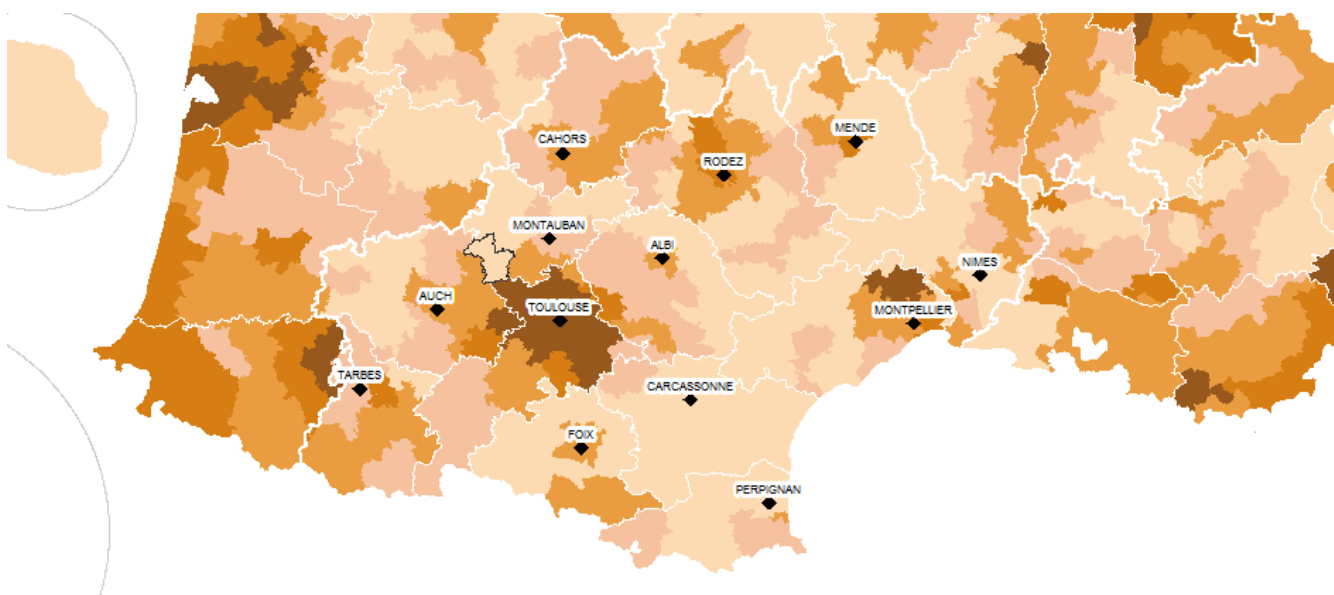 MENDE
CAHORS
RODEZ
MONTAUBAN
ALBI
NIMES
AUCH
TOULOUSE
MONTPELLIER
TARBES
CARCASSONNE
FOIX
PERPIGNAN